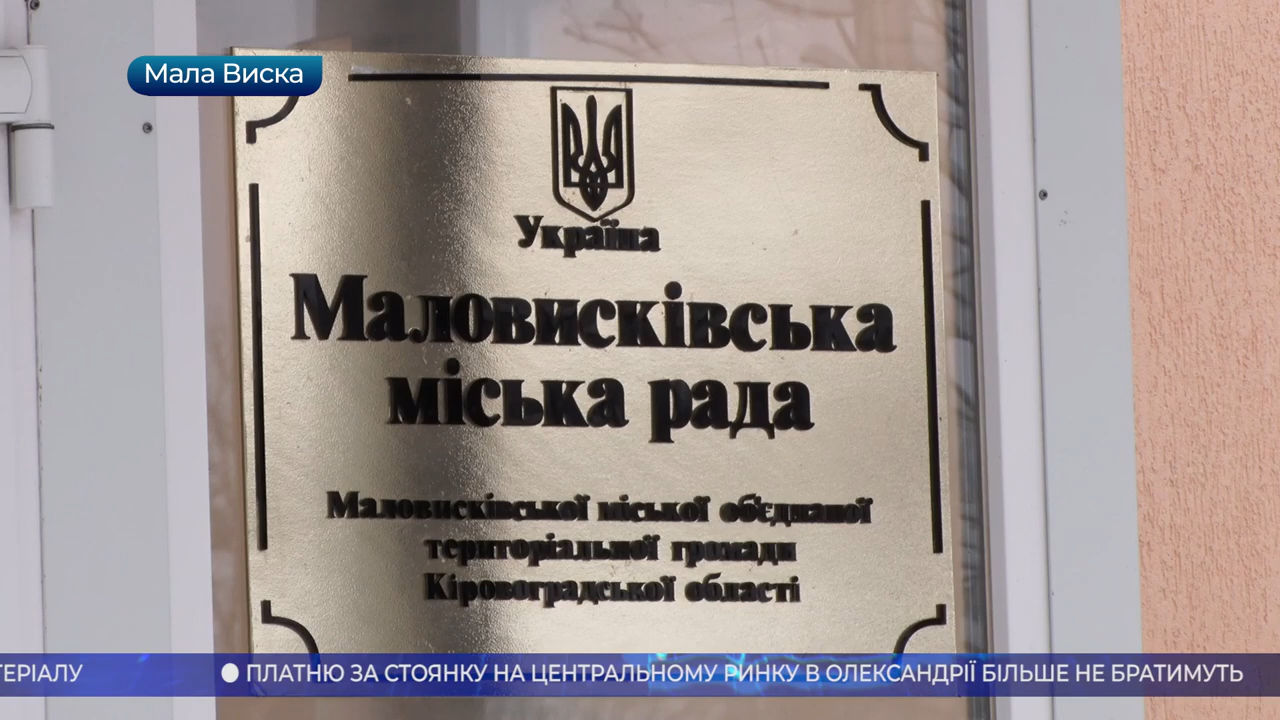 Мала Виска
Україна
Маловисківська
міська рада
Маловисківської міської об'єднаної
територіальної громади
Кіровоградської області
ТЕРІАЛУ
● ПЛАТНЮ ЗА СТОЯНКУ НА ЦЕНТРАЛЬНОМУ РИНКУ В ОЛЕКСАНДРІЇ БІЛЬШЕ НЕ БРАТИМУТЬ